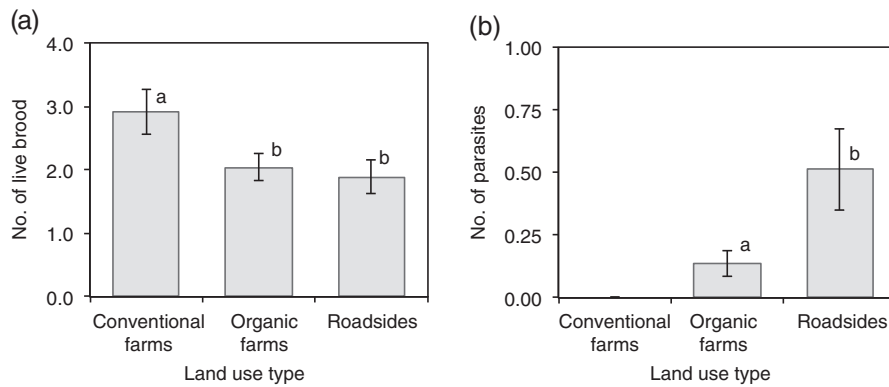 (a)
4.0
3.0
2.0
1.0
0.0
No. of live brood
a
b
b
Conventional farms
Organic farms
Roadsides
Land use type
(b)
1.00
0.75
0.50
0.25
0.00
No. of parasites
a
b
Conventional farms
Organic farms
Roadsides
Land use type